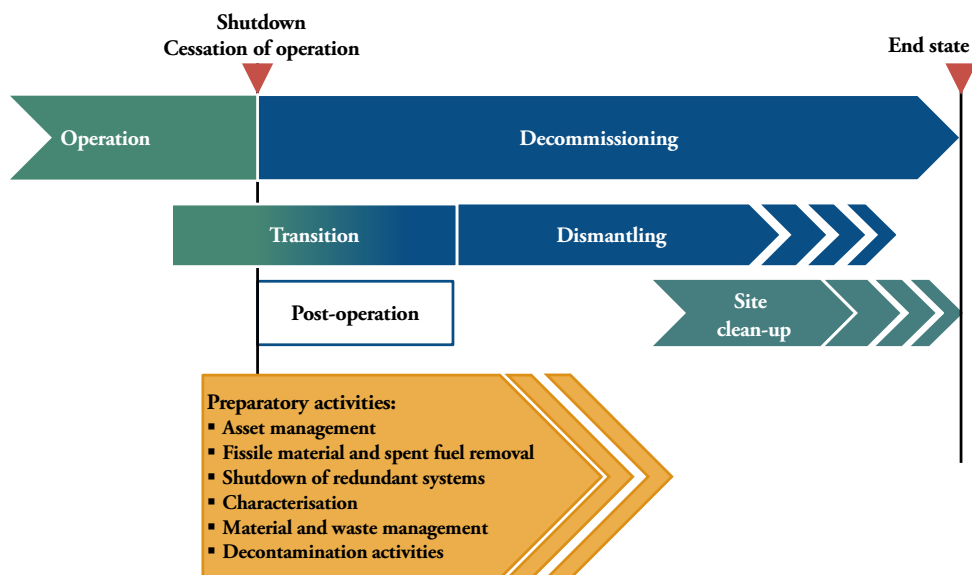 Shutdown
Cessation of operation
End state
Operation
Decommissioning
Transition
Dismantling
Post-operation
Site
clean-up
Preparatory activities:
▪ Asset management
▪ Fissile material and spent fuel removal
▪ Shutdown of redundant systems
▪ Characterisation
▪ Material and waste management
▪ Decontamination activities